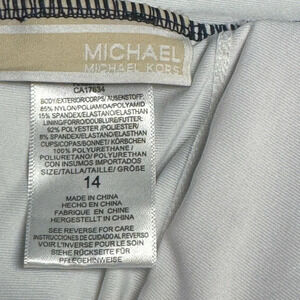 MICHAEL
MICHAEL KORS
CA17634
BODY/EXTERIOR/CORPS/ AUSENSTOFF:
85% NYLON/POLIAMIDA/POLYAMID
15% SPANDEX/ELASTANO/ELASTHAN
LINING/FORRO/DOUBLURE/FUTTER:
92% POLYESTER/POLIESTER/
8% SPANDEX/ELASTANO/ELASTHAN
CUPS/COPAS/BONNET/ KÖRBCHEN
100% POLYURETHANE/
POLIURETANO/ POLYURETHAN
CON INSUMOS IMPORTADOS
SIZE/TALLA/TAILLE/ GRÖßE
14
MADE IN CHINA
HECHO EN CHINA
FABRIQUE EN CHINE
HERGESTELLT IN CHINA
SEE REVERSE FOR CARE
INSTRUCCIONES DE CUIDADO AL REVERSO
VOIR L'INVERSE POUR LE SOIN
SIEHE RÜCKSEITE FÜR
PFLEGEHINWEISE